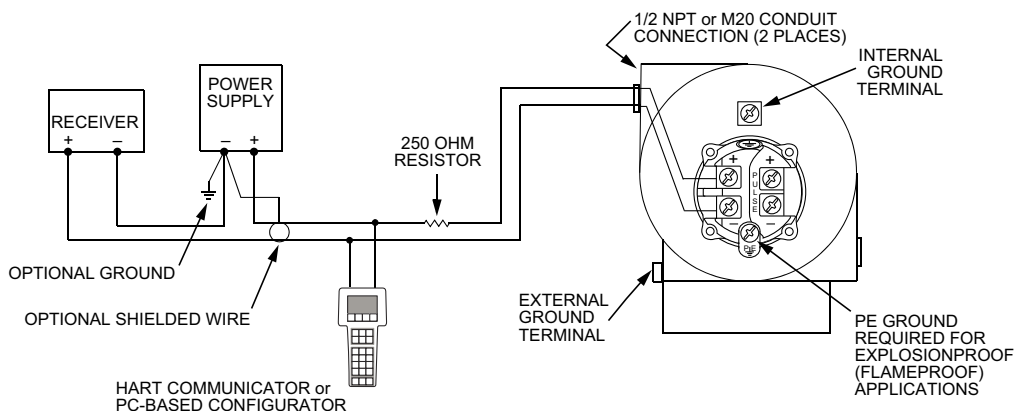 1/2 NPT or M20 CONDUIT
CONNECTION (2 PLACES)
INTERNAL
GROUND
TERMINAL
POWER
SUPPLY
RECEIVER
+ –
– +
250 OHM
RESISTOR
+ +
PULSE
– –
PE
OPTIONAL GROUND
OPTIONAL SHIELDED WIRE
EXTERNAL
GROUND
TERMINAL
PE GROUND
REQUIRED FOR
EXPLOSIONPROOF
(FLAMEPROOF)
APPLICATIONS
HART COMMUNICATOR or
PC-BASED CONFIGURATOR